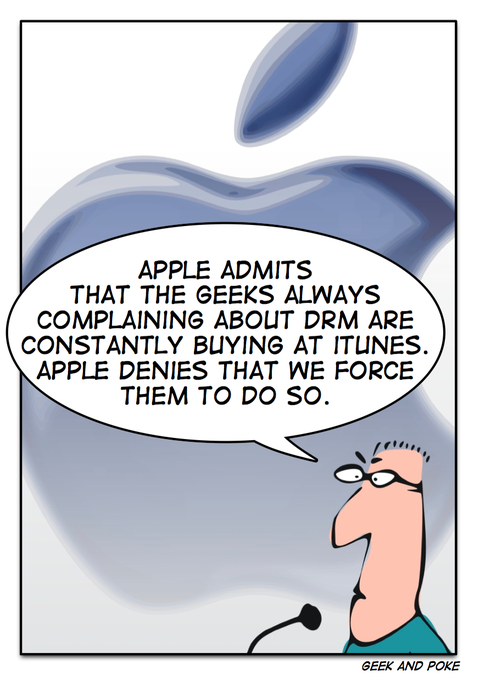 APPLE ADMITS
THAT THE GEEKS ALWAYS
COMPLAINING ABOUT DRM ARE
CONSTANTLY BUYING AT ITUNES.
APPLE DENIES THAT WE FORCE
THEM TO DO SO.
GEEK AND POKE